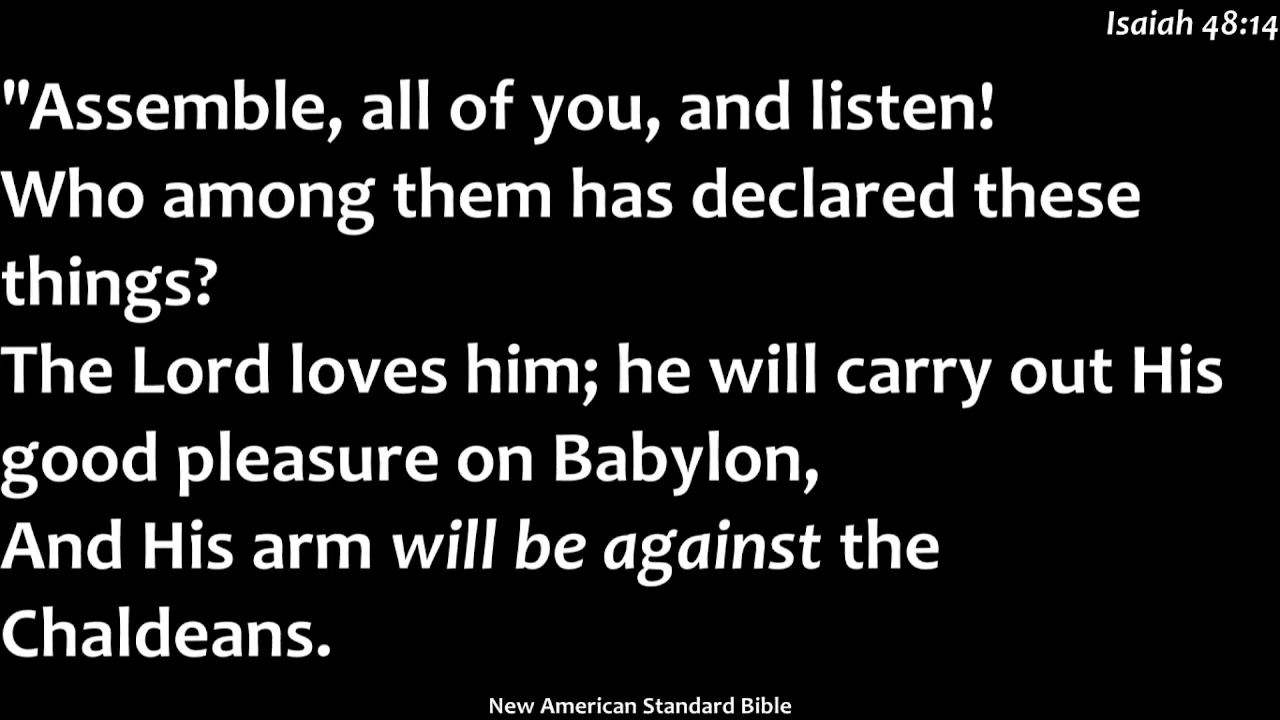 Isaiah 48:14
"Assemble, all of you, and listen!
Who among them has declared these
things?
The Lord loves him; he will carry out His
good pleasure on Babylon,
And His arm will be against the
Chaldeans.
New American Standard Bible